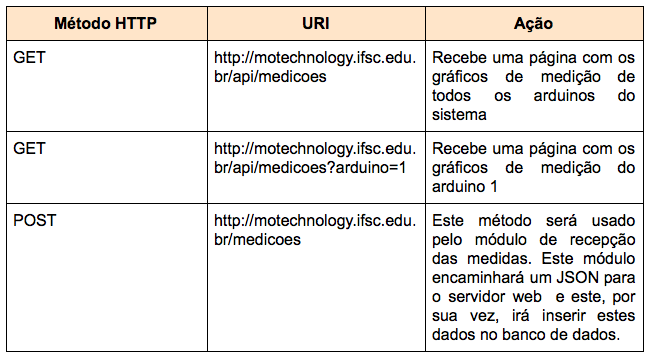 Método HTTP
URI
Ação
GET
http://motechnology.ifsc.edu.
br/api/medicoes
Recebe uma página com os
gráficos de medição de
todos os arduinos do
sistema
GET
http://motechnology.ifsc.edu.
br/api/medicoes?arduino=1
Recebe uma página com os
gráficos de medição do
arduino 1
POST
http://motechnology.ifsc.edu.
br/medicoes
Este método será usado
pelo módulo de recepção
das medidas. Este módulo
encaminhará um JSON para
o servidor web e este, por
sua vez, irá inserir estes
dados no banco de dados.